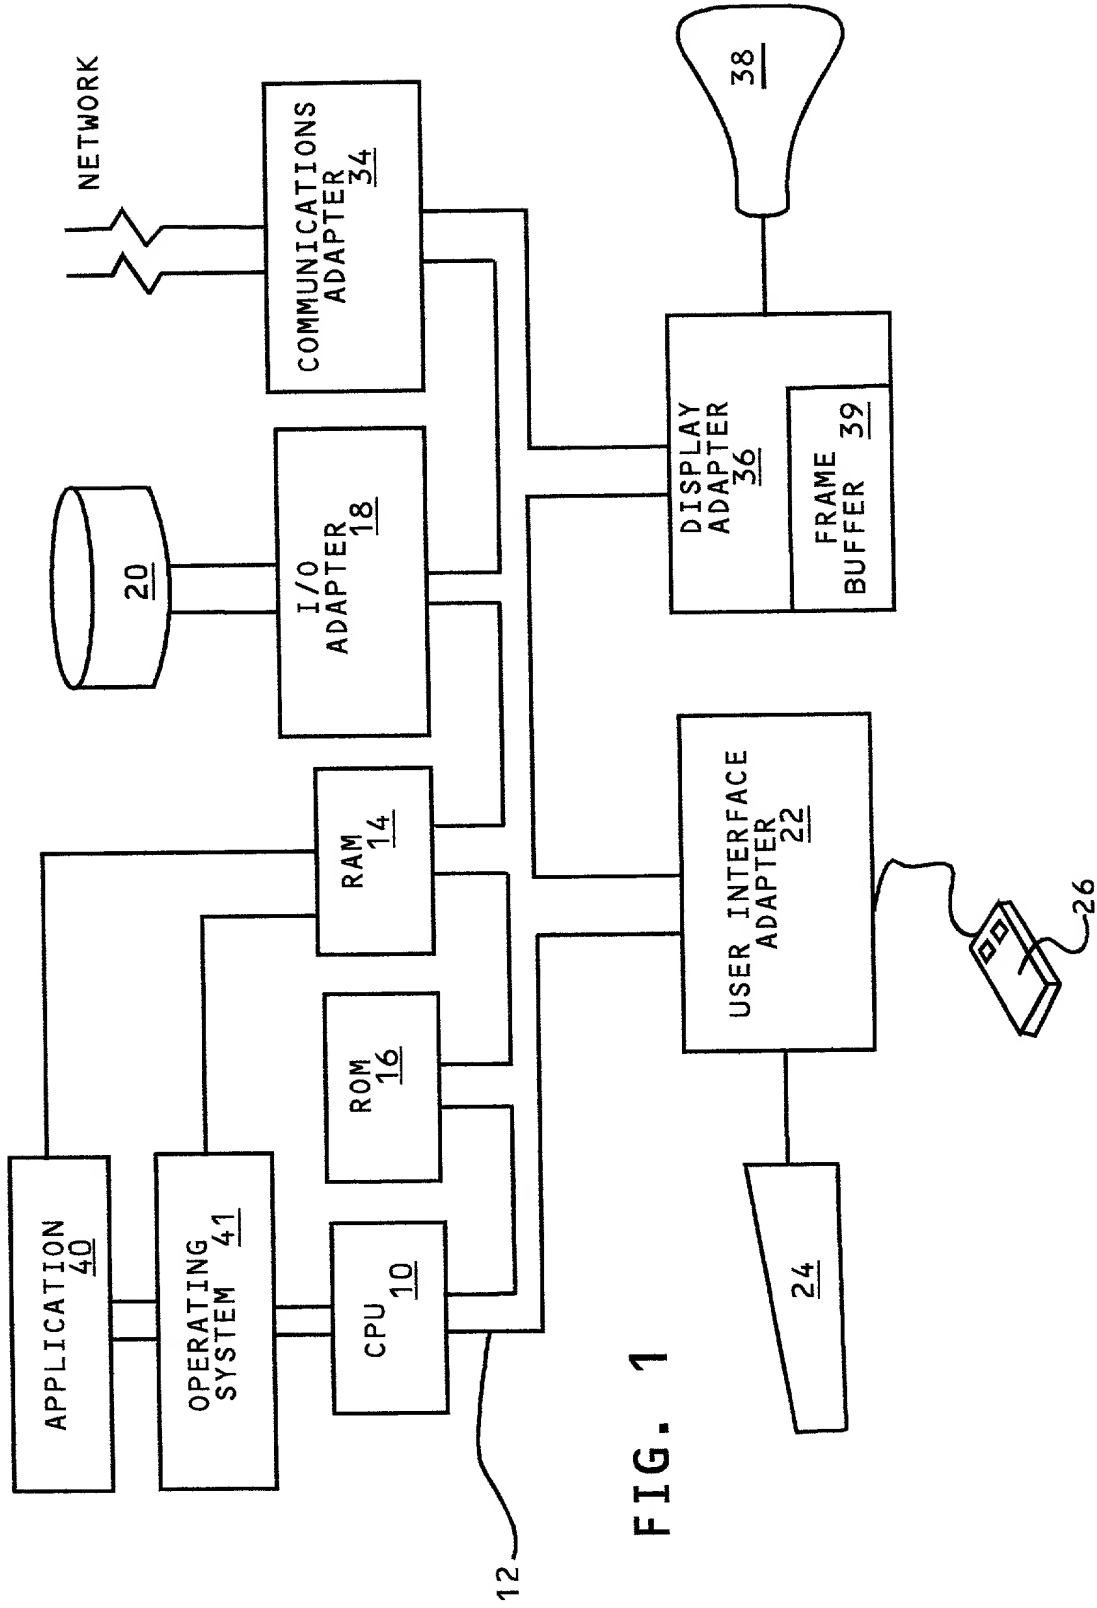 APPLICATION
40
OPERATING
SYSTEM 41
CPU
10
ROM
16
RAM
14
I/O
ADAPTER
18
20
COMMUNICATIONS
ADAPTER
34
NETWORK
12
24
USER INTERFACE
ADAPTER
22
26
DISPLAY
ADAPTER
36
FRAME
BUFFER 39
38
FIG. 1